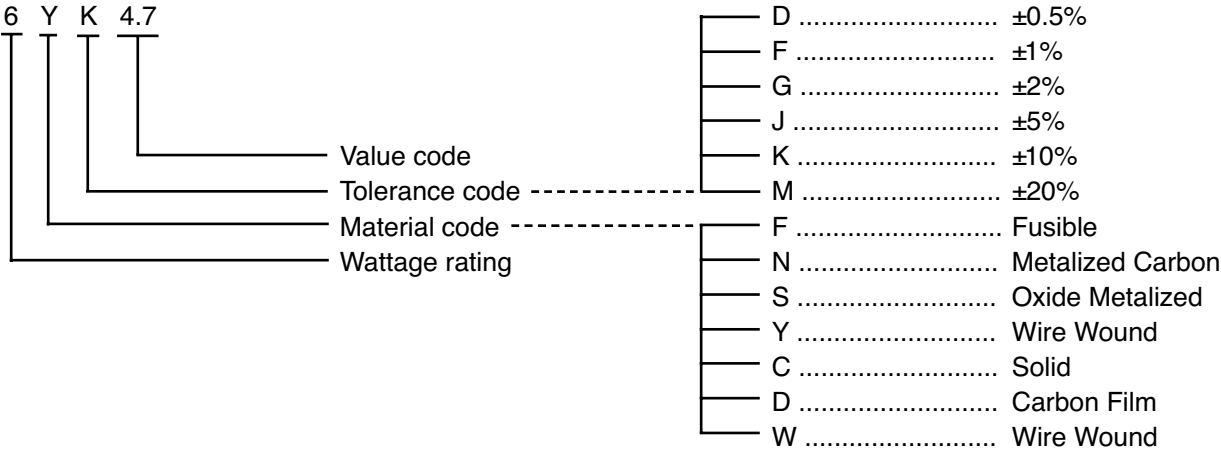 6 Y K 4.7
Value code
Tolerance code
Material code
Wattage rating
D ............................ ±0.5%
F ............................ ±1%
G ............................ ±2%
J ............................ ±5%
K ............................ ±10%
M ............................ ±20%
F ............................ Fusible
N ............................ Metalized Carbon
S ............................ Oxide Metalized
Y ............................ Wire Wound
C ............................ Solid
D ............................ Carbon Film
W ............................ Wire Wound